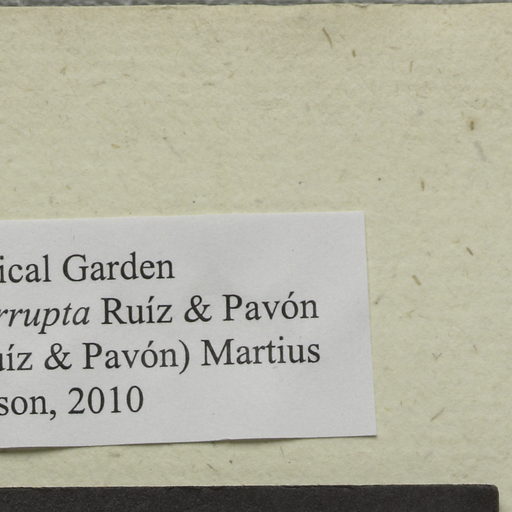 ical Garden
rrupta Ruíz & Pavón
uíz & Pavón) Martius
son, 2010